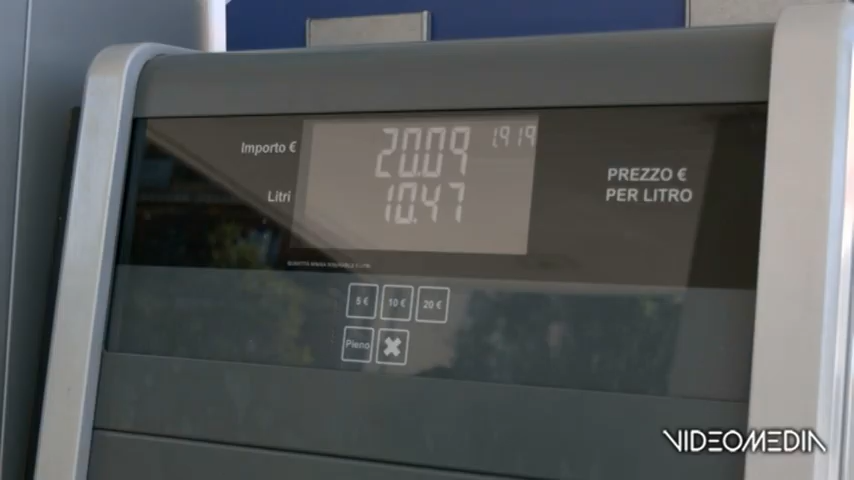 Importo € 20.09 1.919
Litri 10.47
PREZZO €
PER LITRO
5 € 10 € 20 €
Pieno
VIDEOMEDIA